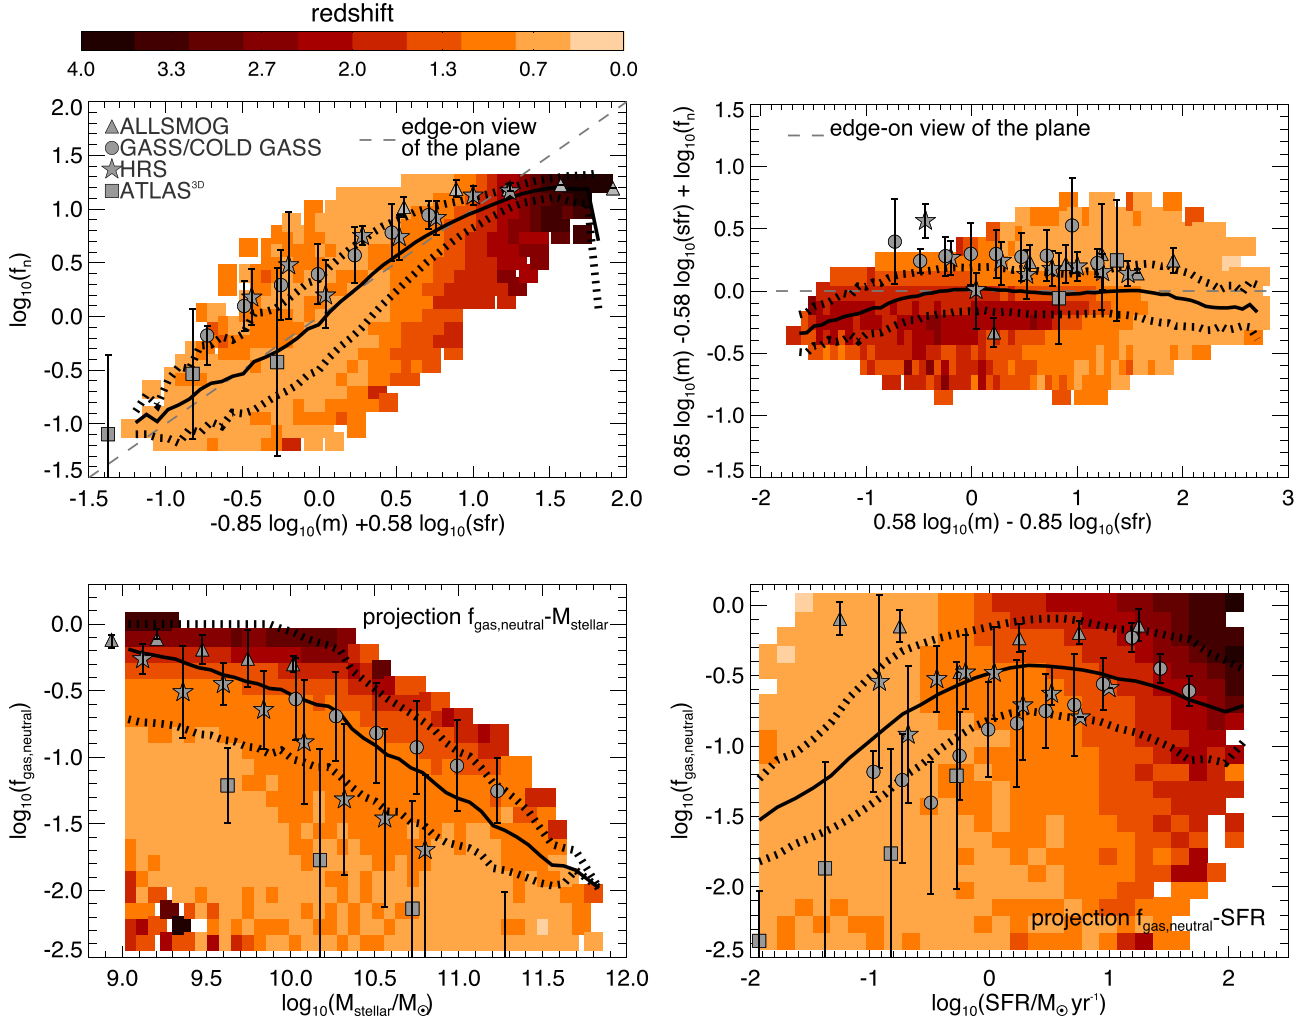 redshift
4.0 3.3 2.7 2.0 1.3 0.7 0.0
2.0
1.5
1.0
0.5
0.0
-0.5
-1.0
-1.5
log₁₀(fₙ)
ALLSMOG
GASS/COLD GASS
HRS
ATLAS³ᴰ
edge-on view
of the plane
-1.5 -1.0 -0.5 0.0 0.5 1.0 1.5 2.0
-0.85 log₁₀(m) +0.58 log₁₀(sfr)
1.5
1.0
0.5
0.0
-0.5
-1.0
-1.5
0.85 log₁₀(m) -0.58 log₁₀(sfr) + log₁₀(fₙ)
edge-on view of the plane
-2 -1 0 1 2 3
0.58 log₁₀(m) - 0.85 log₁₀(sfr)
0.0
-0.5
-1.0
-1.5
-2.0
-2.5
log₁₀(f_gas,neutral)
projection f_gas,neutral-M_stellar
9.0 9.5 10.0 10.5 11.0 11.5 12.0
log₁₀(M_stellar/M⊙)
0.0
-0.5
-1.0
-1.5
-2.0
-2.5
log₁₀(f_gas,neutral)
projection f_gas,neutral-SFR
-2 -1 0 1 2
log₁₀(SFR/M⊙ yr⁻¹)